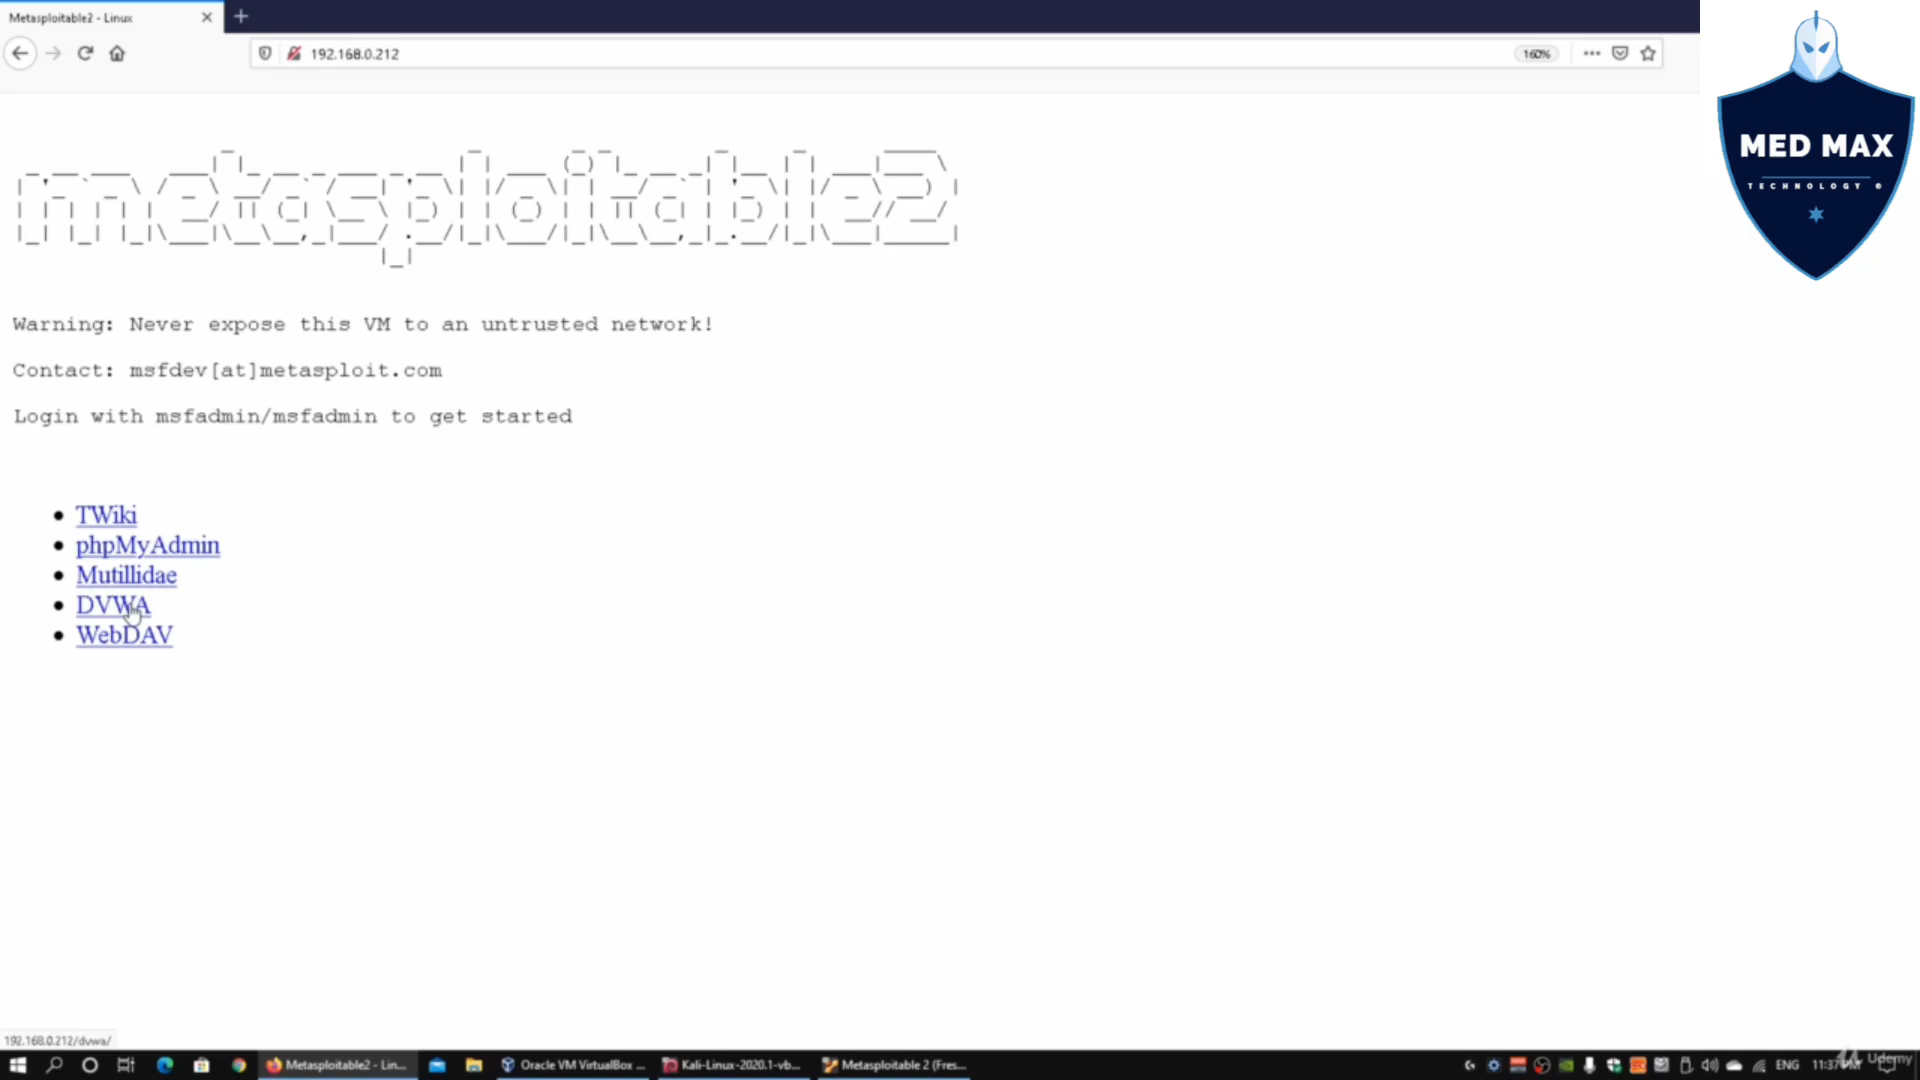 Metasploitable2 - Linux
192.168.0.212
160%
MED MAX
TECHNOLOGY
metasploitable2
Warning: Never expose this VM to an untrusted network!
Contact: msfdev[at]metasploit.com
Login with msfadmin/msfadmin to get started
TWiki
phpMyAdmin
Mutillidae
DVWA
WebDAV
192.168.0.212/dvwa/
Metasploitable2 - Lin...
Oracle VM VirtualBox ...
Kali-Linux-2020.1-vb...
Metasploitable 2 (Fres...
ENG
Udemy